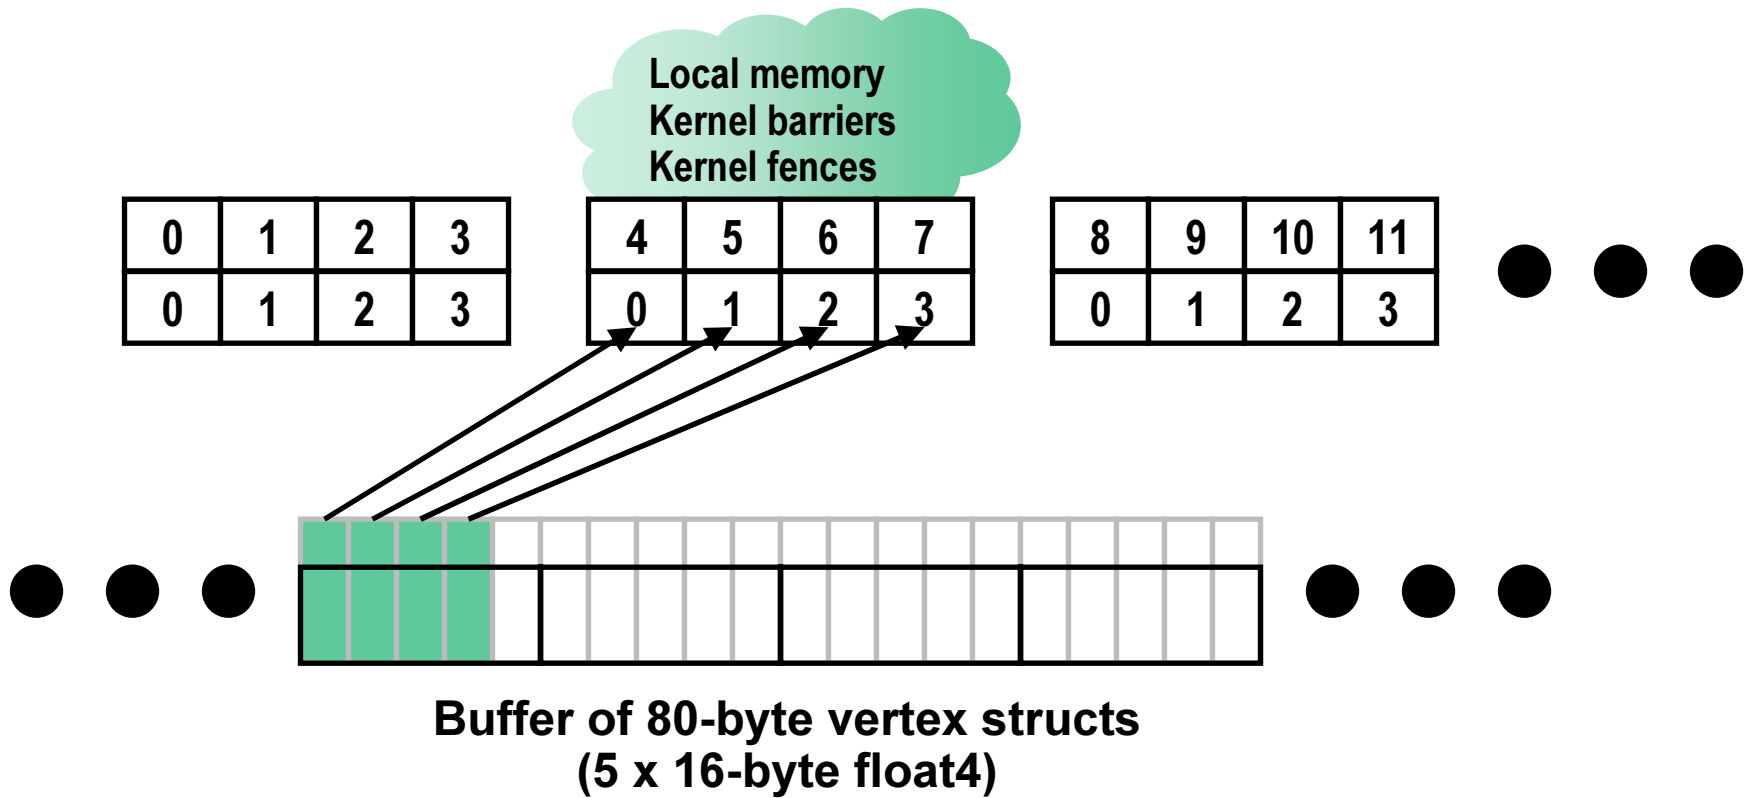 Local memory
Kernel barriers
Kernel fences
0 1 2 3 4 5 6 7 8 9 10 11
0 1 2 3 0 1 2 3 0 1 2 3
Buffer of 80-byte vertex structs
(5 x 16-byte float4)